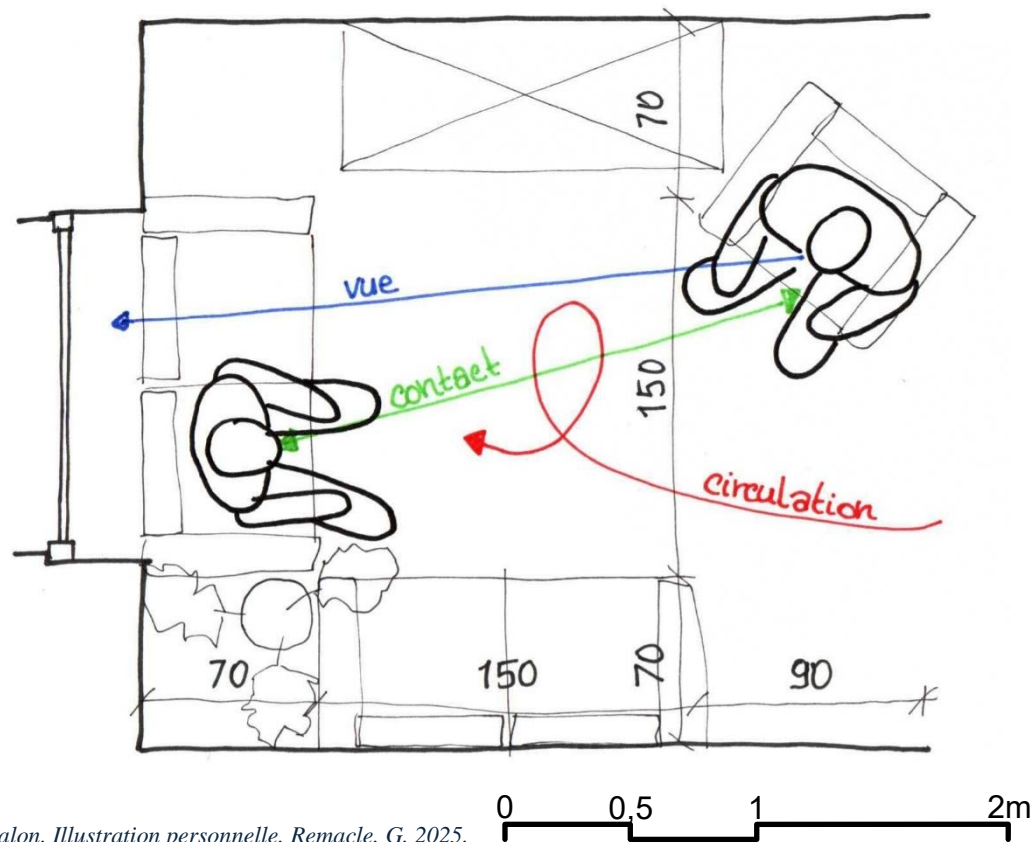 70
vue
contact
150
circulation
70
150
70
90
0 0,5 1 2m
alon. Illustration personnelle. Remacle. G. 2025.